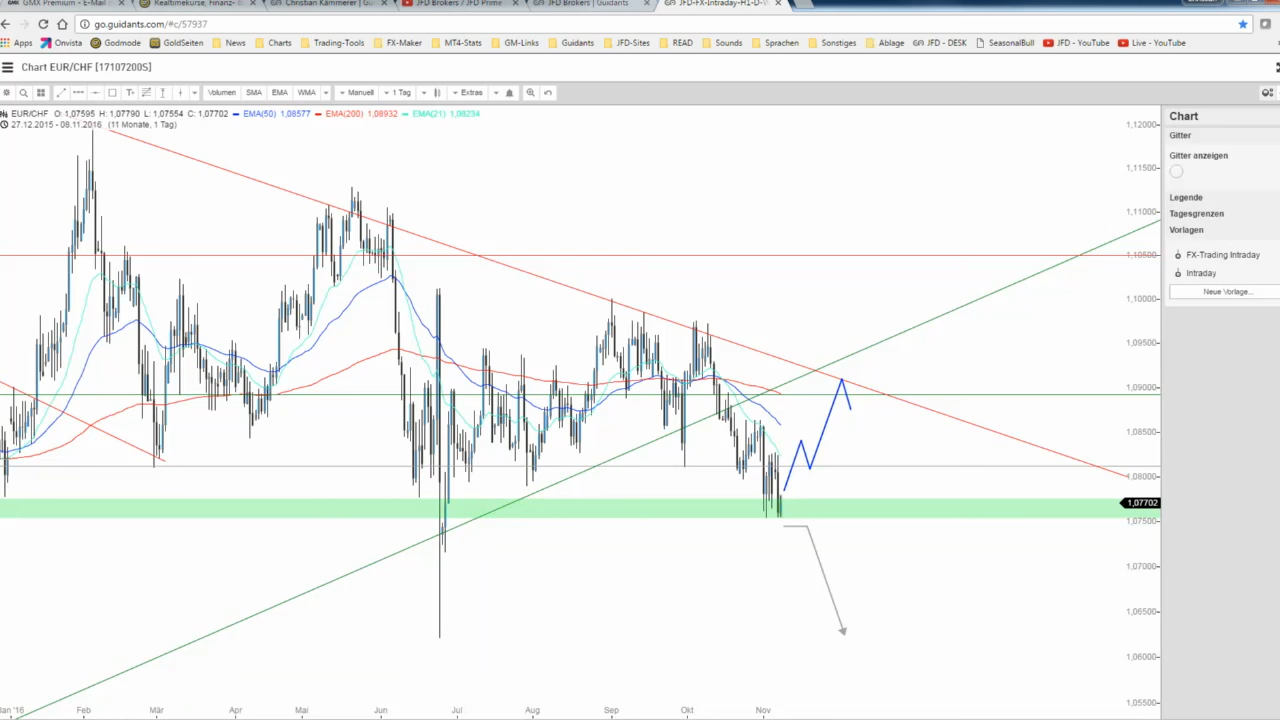 GMX Premium - E-Mail
Realtimekurse, Finanz-
Christian Kämmerer | Gu
JFD Brokers / JFD Prime
JFD Brokers | Guidants
JFD-FX-Intraday-H1-D-W
go.guidants.com/#c/57937
Apps Onvista Godmode GoldSeiten News Charts Trading-Tools FX-Maker MT4-Stats GM-Links Guidants JFD-Sites READ Sounds Sprachen Sonstiges Ablage JFD - DESK SeasonalBull JFD - YouTube Live - YouTube
Chart EUR/CHF [17107200S]
Volumen SMA EMA WMA Manuell 1 Tag Extras
EUR/CHF O: 1,07595 H: 1,07790 L: 1,07554 C: 1,07702 EMA(50) 1,08577 EMA(200) 1,08932 EMA(21) 1,08234
27.12.2015 - 08.11.2016 (11 Monate, 1 Tag)
1,12000
1,11500
1,11000
1,10500
1,10000
1,09500
1,09000
1,08500
1,08000
1,07702
1,07500
1,07000
1,06500
1,06000
1,05500
Jan '16 Feb Mär Apr Mai Jun Jul Aug Sep Okt Nov
Chart
Gitter
Gitter anzeigen
Legende
Tagesgrenzen
Vorlagen
FX-Trading Intraday
Intraday
Neue Vorlage...